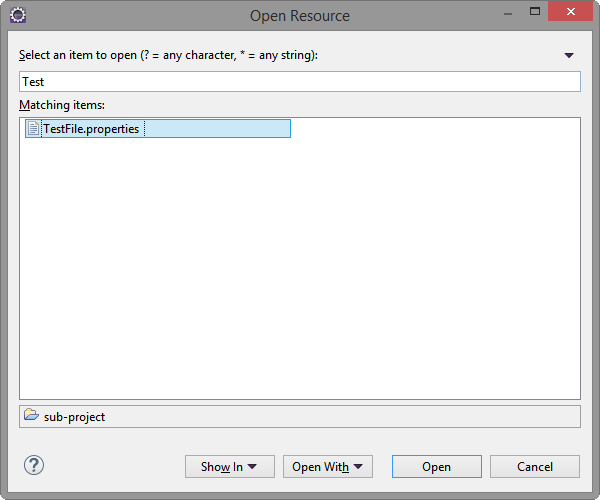 Open Resource
Select an item to open (? = any character, * = any string):
Test
Matching items:
TestFile.properties
sub-project
? Show In Open With Open Cancel